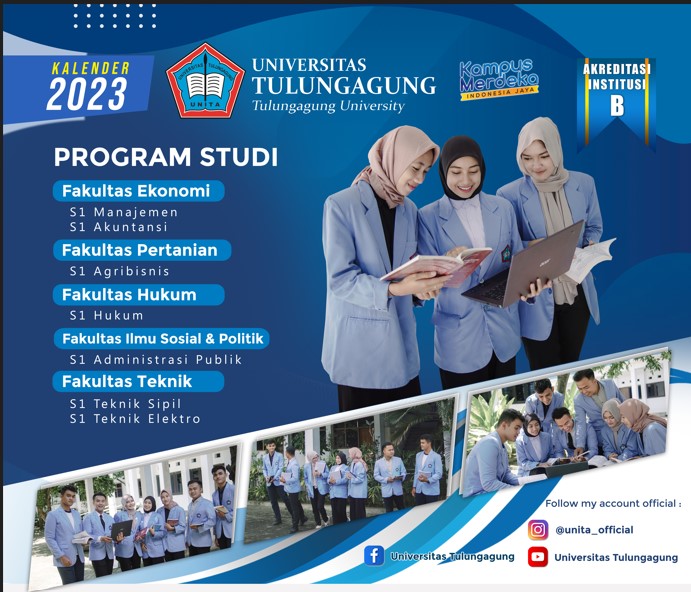 KALENDER
2023
UNITA
UNIVERSITAS
TULUNGAGUNG
Tulungagung University
Kampus
Merdeka
INDONESIA JAYA
AKREDITASI
INSTITUSI
B
PROGRAM STUDI
Fakultas Ekonomi
S1 Manajemen
S1 Akuntansi
Fakultas Pertanian
S1 Agribisnis
Fakultas Hukum
S1 Hukum
Fakultas Ilmu Sosial & Politik
S1 Administrasi Publik
Fakultas Teknik
S1 Teknik Sipil
S1 Teknik Elektro
Follow my account official :
@unita_official
Universitas Tulungagung
Universitas Tulungagung